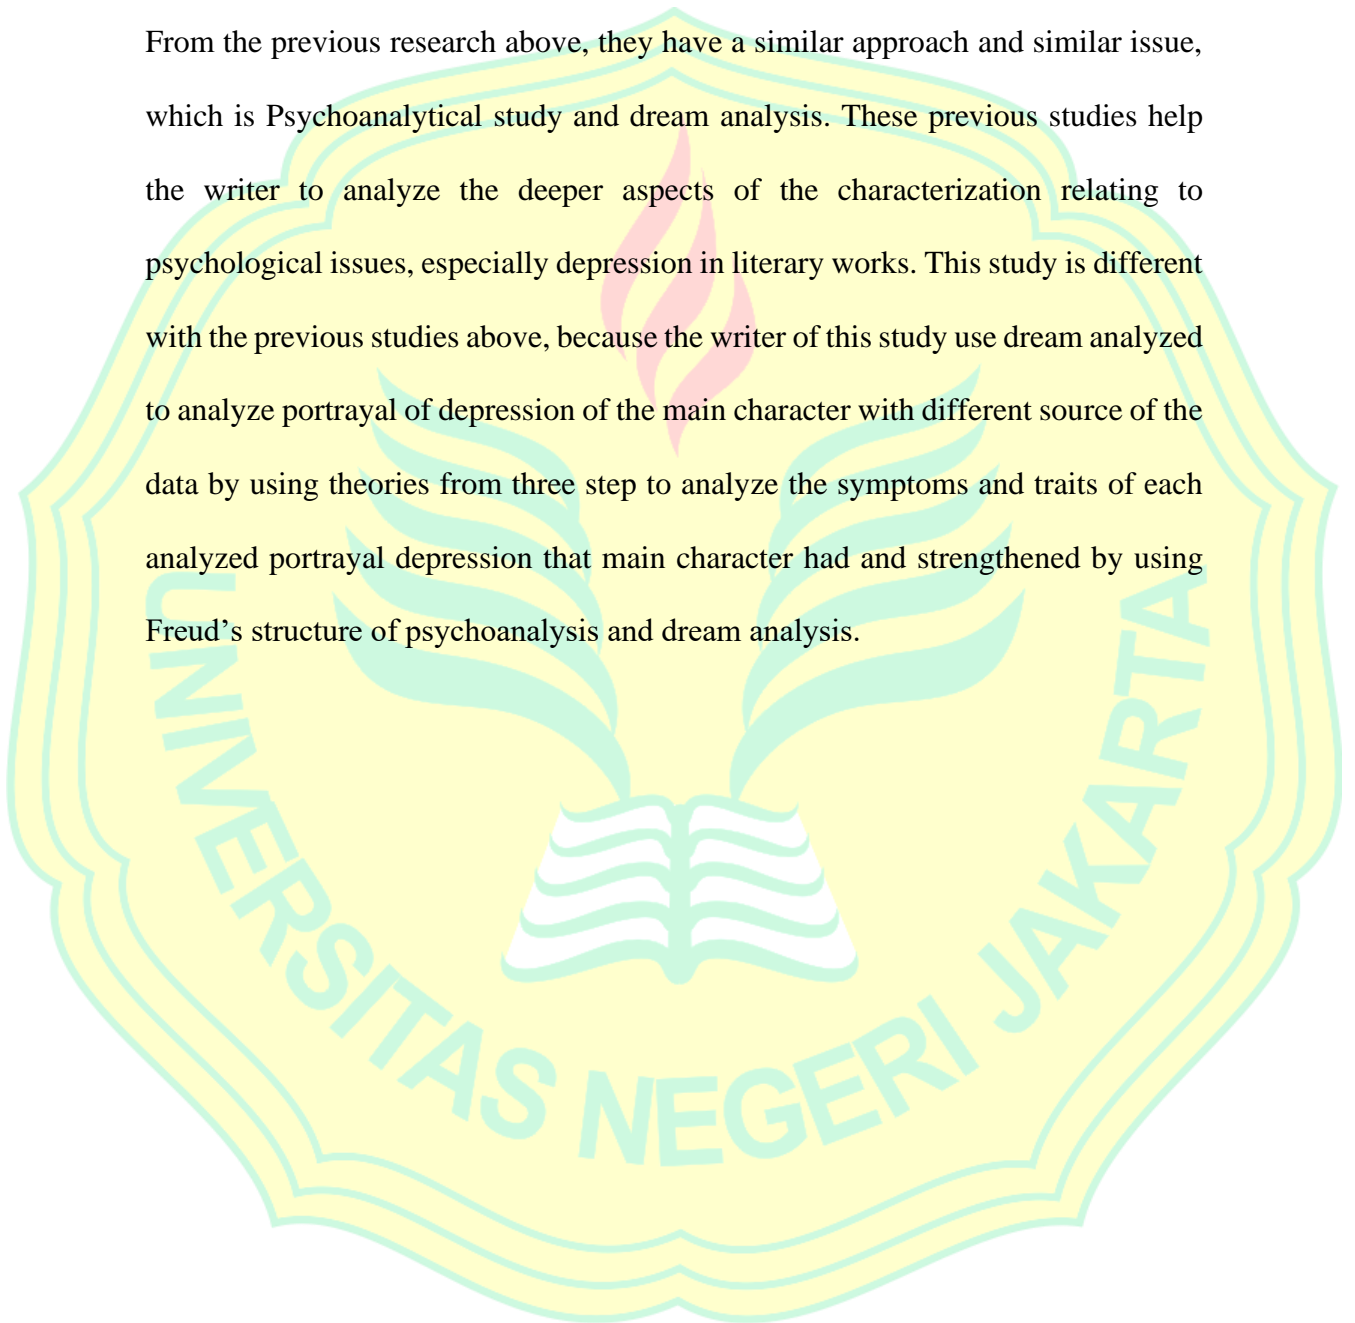 From the previous research above, they have a similar approach and similar issue,
which is Psychoanalytical study and dream analysis. These previous studies help
the writer to analyze the deeper aspects of the characterization relating to
psychological issues, especially depression in literary works. This study is different
with the previous studies above, because the writer of this study use dream analyzed
to analyze portrayal of depression of the main character with different source of the
data by using theories from three step to analyze the symptoms and traits of each
analyzed portrayal depression that main character had and strengthened by using
Freud’s structure of psychoanalysis and dream analysis.
UNIVERSITAS NEGERI JAKARTA